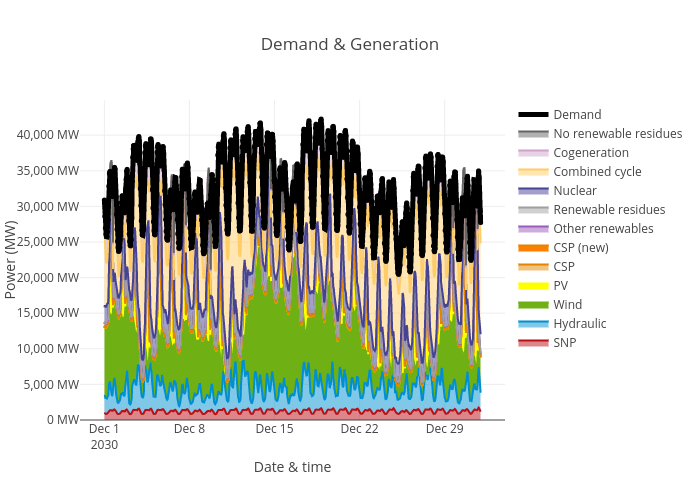 Demand & Generation
40,000 MW
35,000 MW
30,000 MW
25,000 MW
20,000 MW
15,000 MW
10,000 MW
5,000 MW
0 MW
Power (MW)
Dec 1
2030
Dec 8
Dec 15
Dec 22
Dec 29
Date & time
Demand
No renewable residues
Cogeneration
Combined cycle
Nuclear
Renewable residues
Other renewables
CSP (new)
CSP
PV
Wind
Hydraulic
SNP